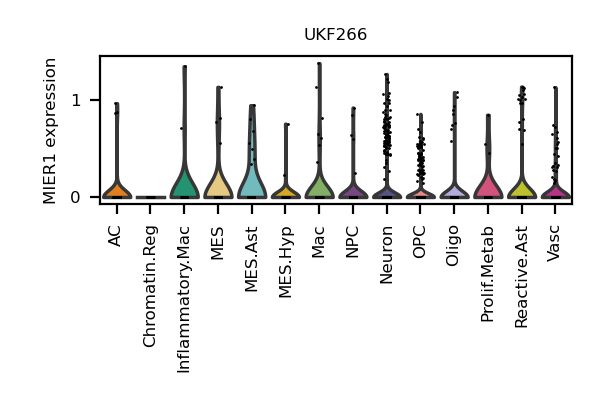 UKF266
MIER1 expression
1
0
AC
Chromatin.Reg
Inflammatory.Mac
MES
MES.Ast
MES.Hyp
Mac
NPC
Neuron
OPC
Oligo
Prolif.Metab
Reactive.Ast
Vasc